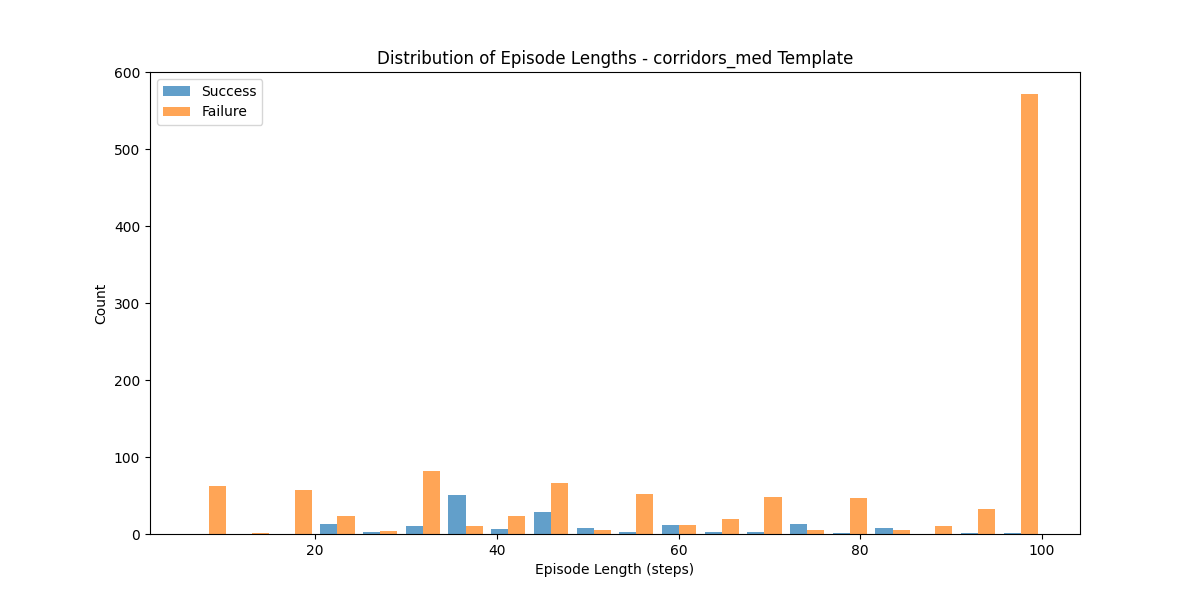 Distribution of Episode Lengths - corridors_med Template
600
500
400
300
200
100
0
Count
Success
Failure
20
40
60
80
100
Episode Length (steps)